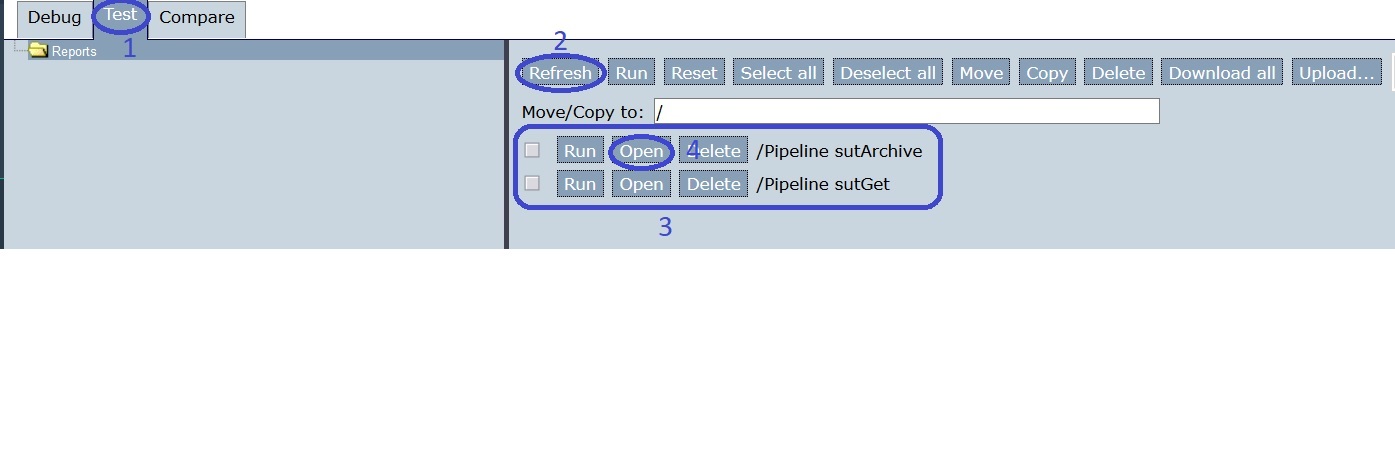 Debug Test Compare
1
Reports
2
Refresh Run Reset Select all Deselect all Move Copy Delete Download all Upload...
Move/Copy to: /
Run Open 4 Delete /Pipeline sutArchive
Run Open Delete /Pipeline sutGet
3